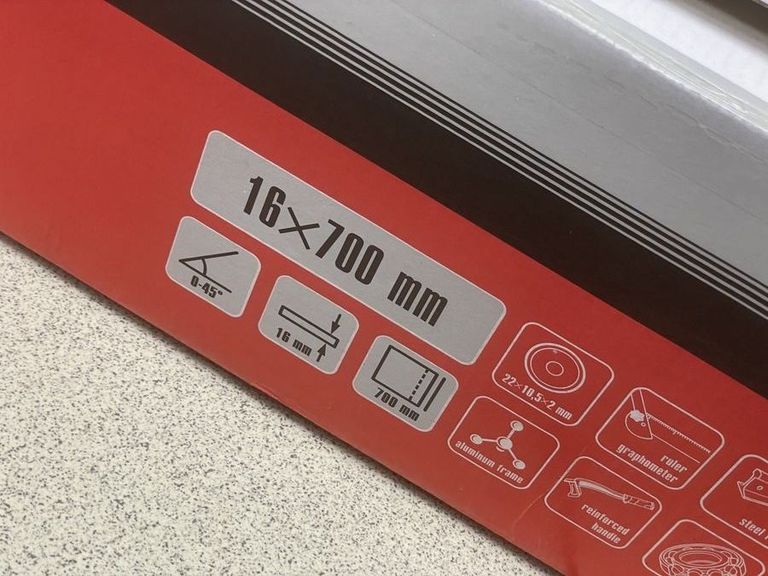 16×700 mm
0-45°
16 mm
700 mm
22×10,5×2 mm
aluminum frame
ruler
graphometer
reinforced
handle
steel